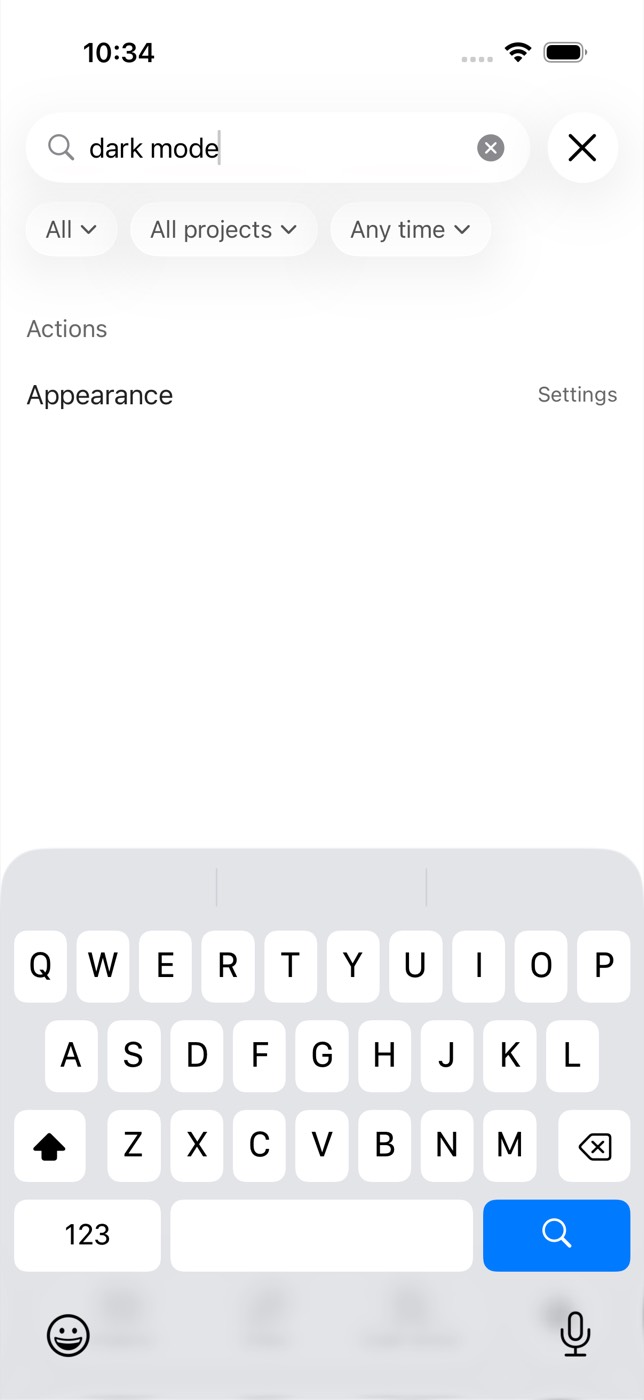 10:34
dark mode
All
All projects
Any time
Actions
Appearance Settings
Q W E R T Y U I O P
A S D F G H J K L
Z X C V B N M
123